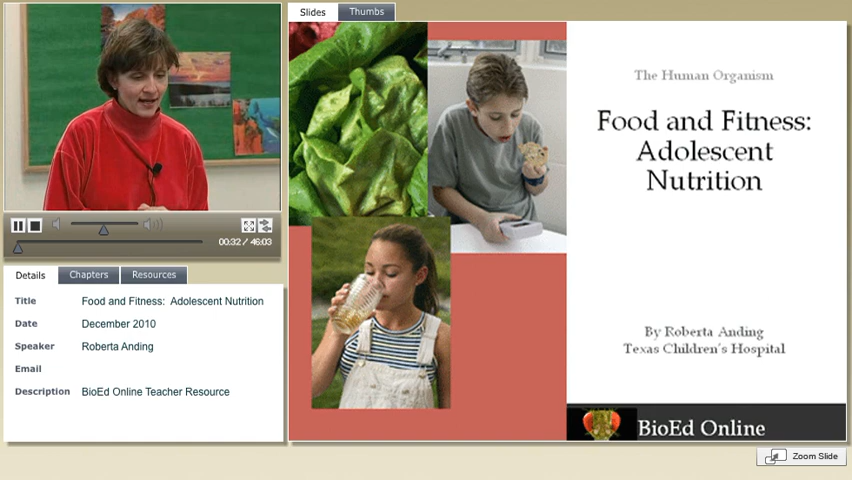 Slides
Thumbs
The Human Organism
Food and Fitness:
Adolescent
Nutrition
By Roberta Anding
Texas Children's Hospital
BioEd Online
Zoom Slide
00:32 / 46:03
Details
Chapters
Resources
Title Food and Fitness: Adolescent Nutrition
Date December 2010
Speaker Roberta Anding
Email
Description BioEd Online Teacher Resource